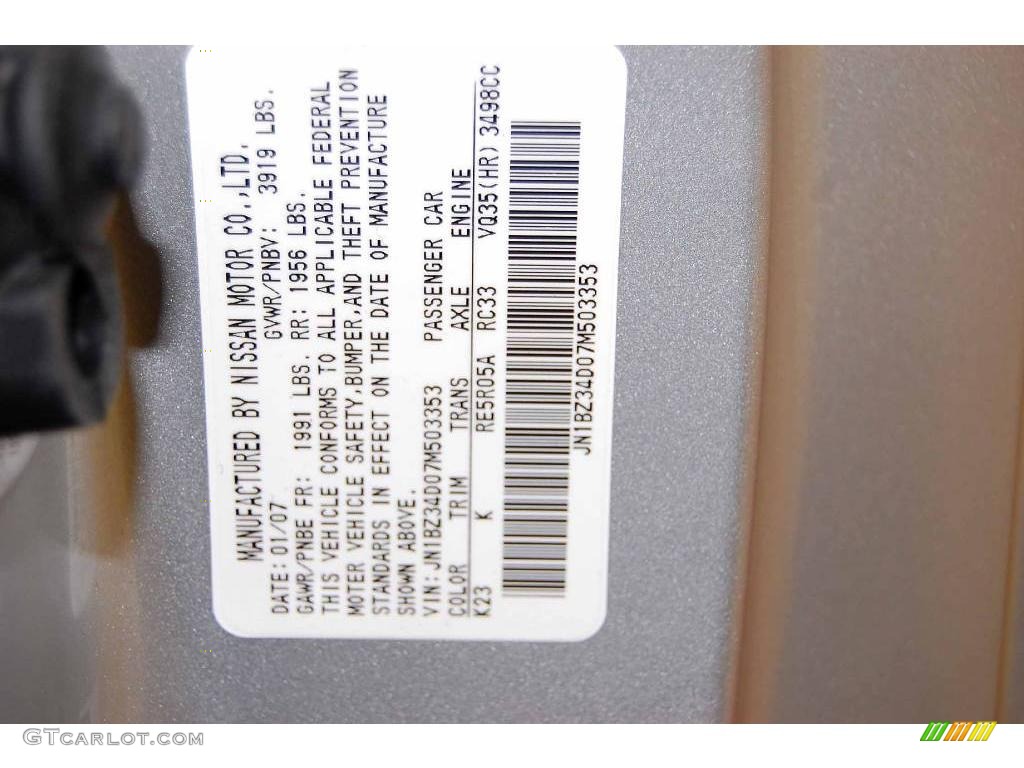 MANUFACTURED BY NISSAN MOTOR CO.,LTD.
DATE: 01/07 GVWR/PNBV: 3919 LBS.
GAWR/PNBE FR: 1991 LBS. RR: 1956 LBS.
THIS VEHICLE CONFORMS TO ALL APPLICABLE FEDERAL
MOTER VEHICLE SAFETY,BUMPER,AND THEFT PREVENTION
STANDARDS IN EFFECT ON THE DATE OF MANUFACTURE
SHOWN ABOVE.
VIN: JN1BZ34D07M503353 PASSENGER CAR
COLOR TRIM TRANS AXLE ENGINE
K23 K RE5R05A RC33 VQ35(HR) 3498CC
JN1BZ34D07M503353
GTcarlot.com